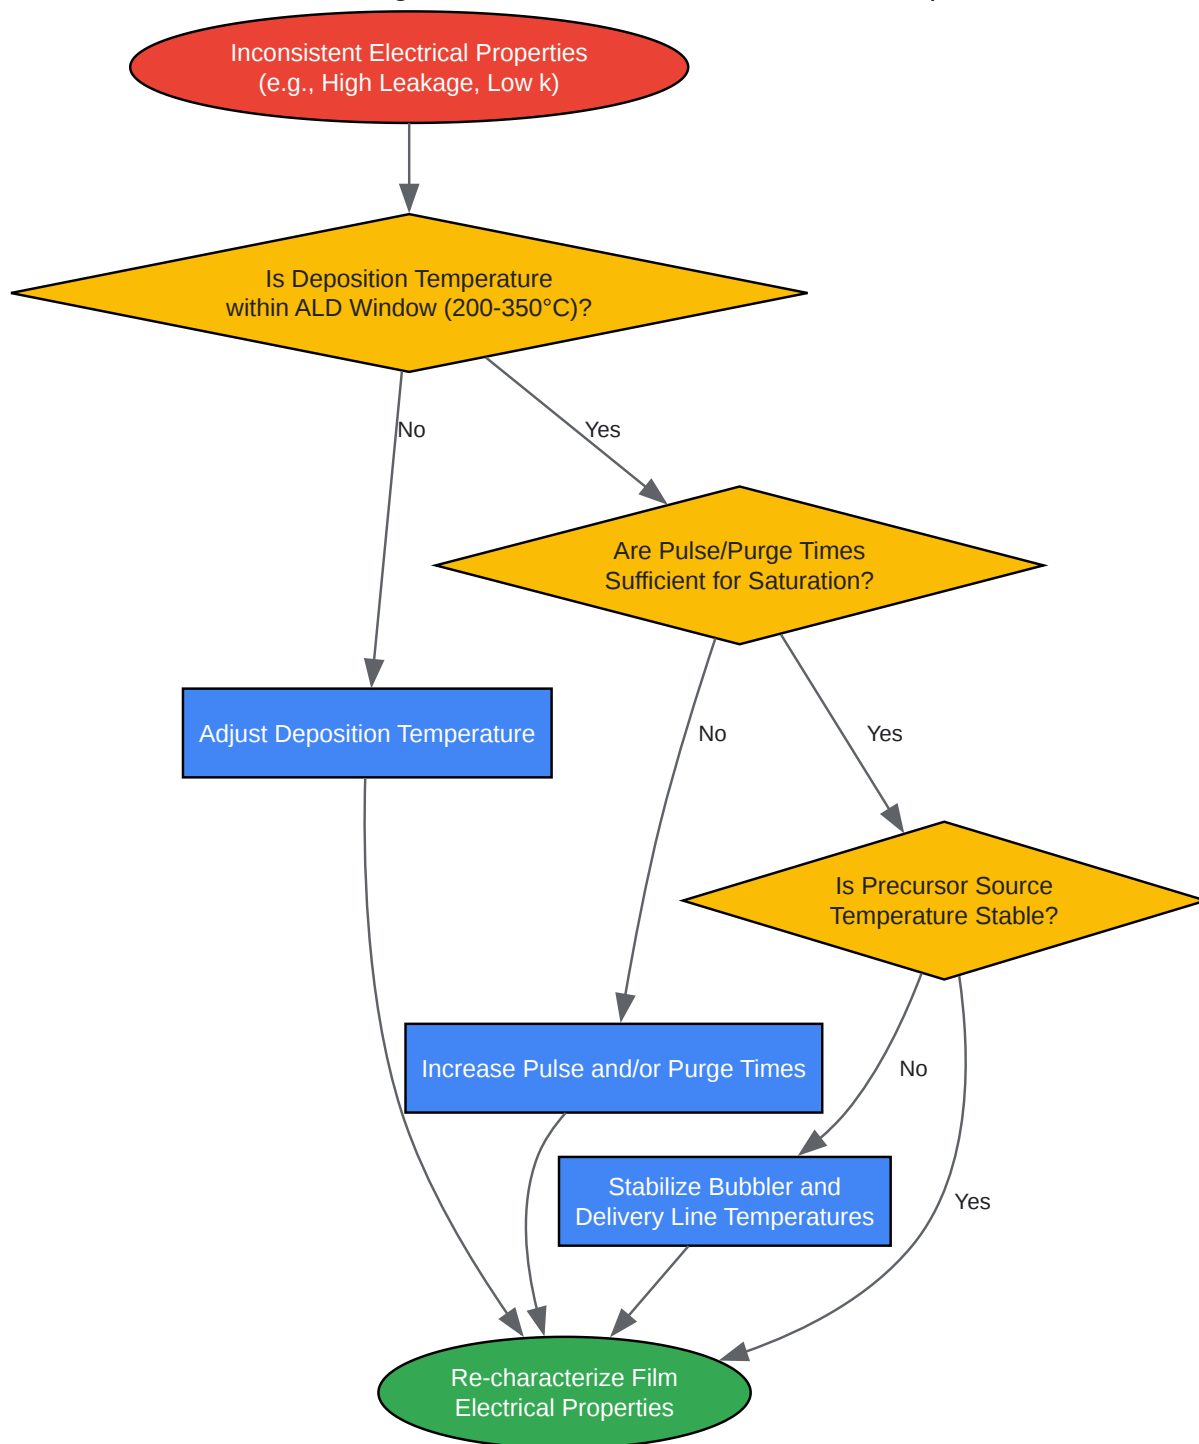 Inconsistent Electrical Properties
(e.g., High Leakage, Low k)
Is Deposition Temperature
within ALD Window (200-350°C)?
No
Yes
Are Pulse/Purge Times
Sufficient for Saturation?
Adjust Deposition Temperature
No
Yes
Is Precursor Source
Temperature Stable?
Increase Pulse and/or Purge Times
No
Stabilize Bubbler and
Delivery Line Temperatures
Yes
Re-characterize Film
Electrical Properties